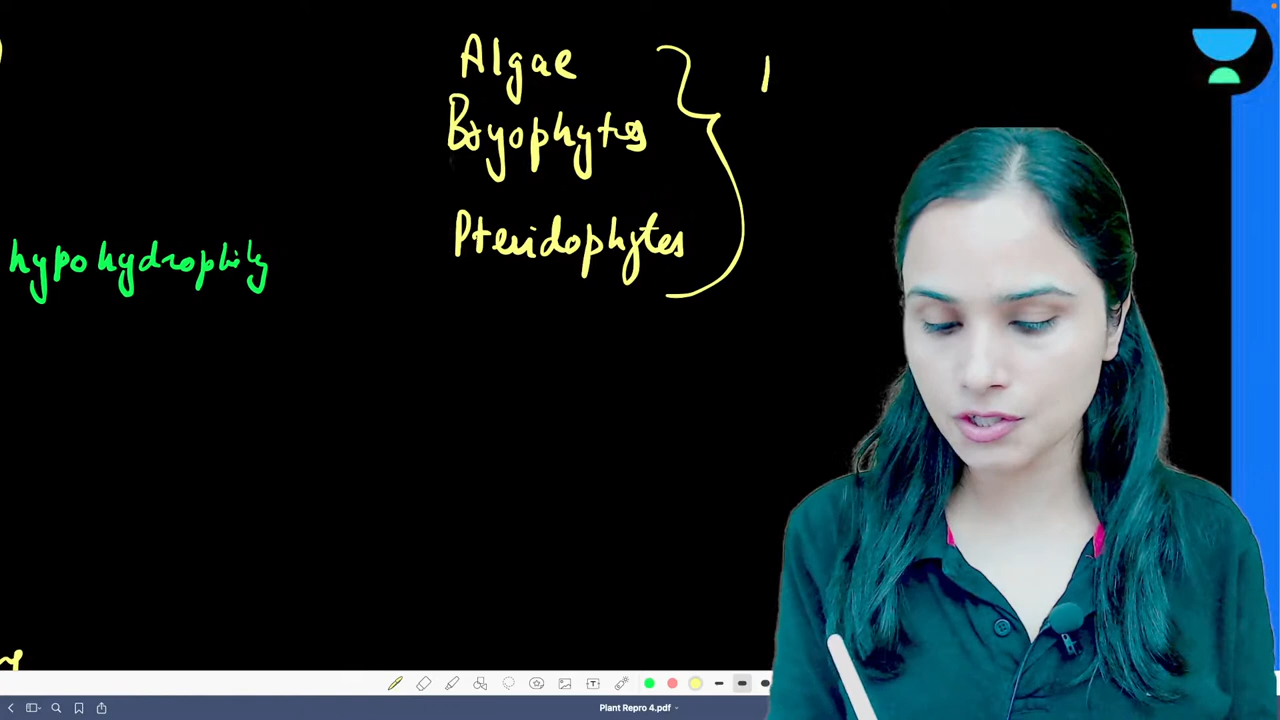 Algae
Bryophytes
Pteridophytes
hypohydrophily
Plant Repro 4.pdf